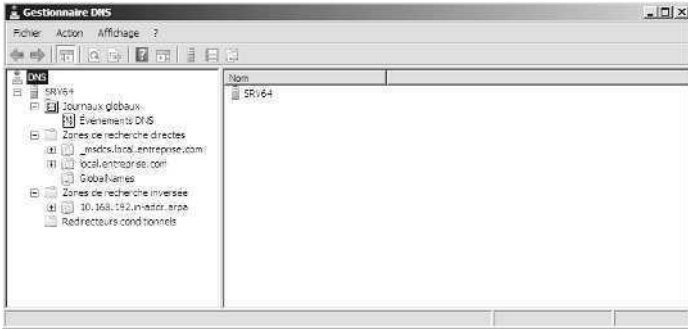 Gestionnaire DNS
Fichier Action Affichage ?
DNS
SRV64
Journaux globaux
Événements DNS
Zones de recherche directes
_msdcs.local.entreprise.com
local.entreprise.com
GlobalNames
Zones de recherche inversée
10.168.192.in-addr.arpa
Redirecteurs conditionnels
Nom
SRV64